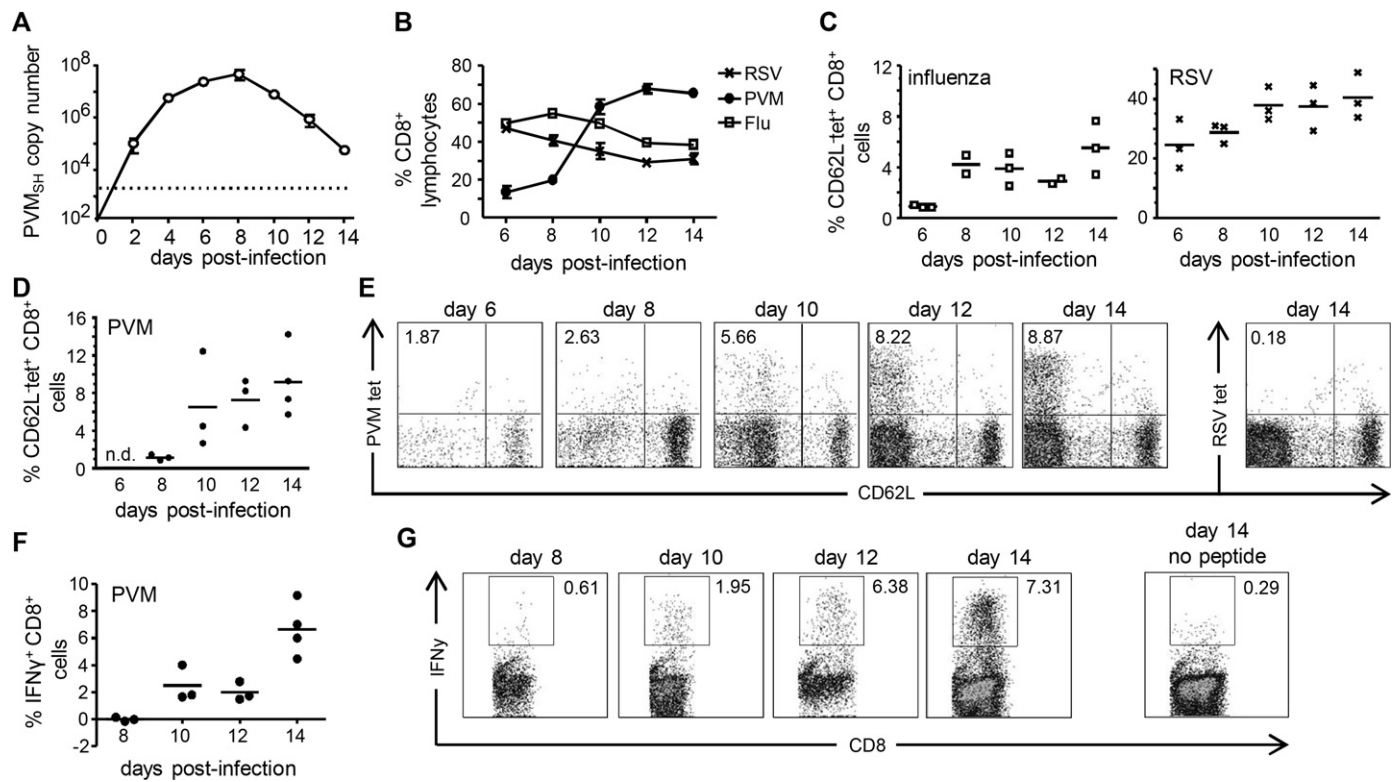 A
PVMSH copy number
10^8
10^6
10^4
10^2
0 2 4 6 8 10 12 14
days post-infection
B
% CD8+
lymphocytes
80
60
40
20
0
6 8 10 12 14
days post-infection
RSV
PVM
Flu
C
% CD62L-tet+ CD8+
cells
influenza
12
8
4
0
6 8 10 12 14
days post-infection
RSV
40
20
0
6 8 10 12 14
days post-infection
D
% CD62L-tet+ CD8+
cells
PVM
16
12
8
4
0
n.d.
6 8 10 12 14
days post-infection
E
day 6 day 8 day 10 day 12 day 14 day 14
1.87 2.63 5.66 8.22 8.87 0.18
PVM tet
RSV tet
CD62L
F
% IFNγ+ CD8+
cells
PVM
10
8
6
4
2
0
-2
8 10 12 14
days post-infection
G
day 14
day 8 day 10 day 12 day 14 no peptide
0.61 1.95 6.38 7.31 0.29
IFNγ
CD8